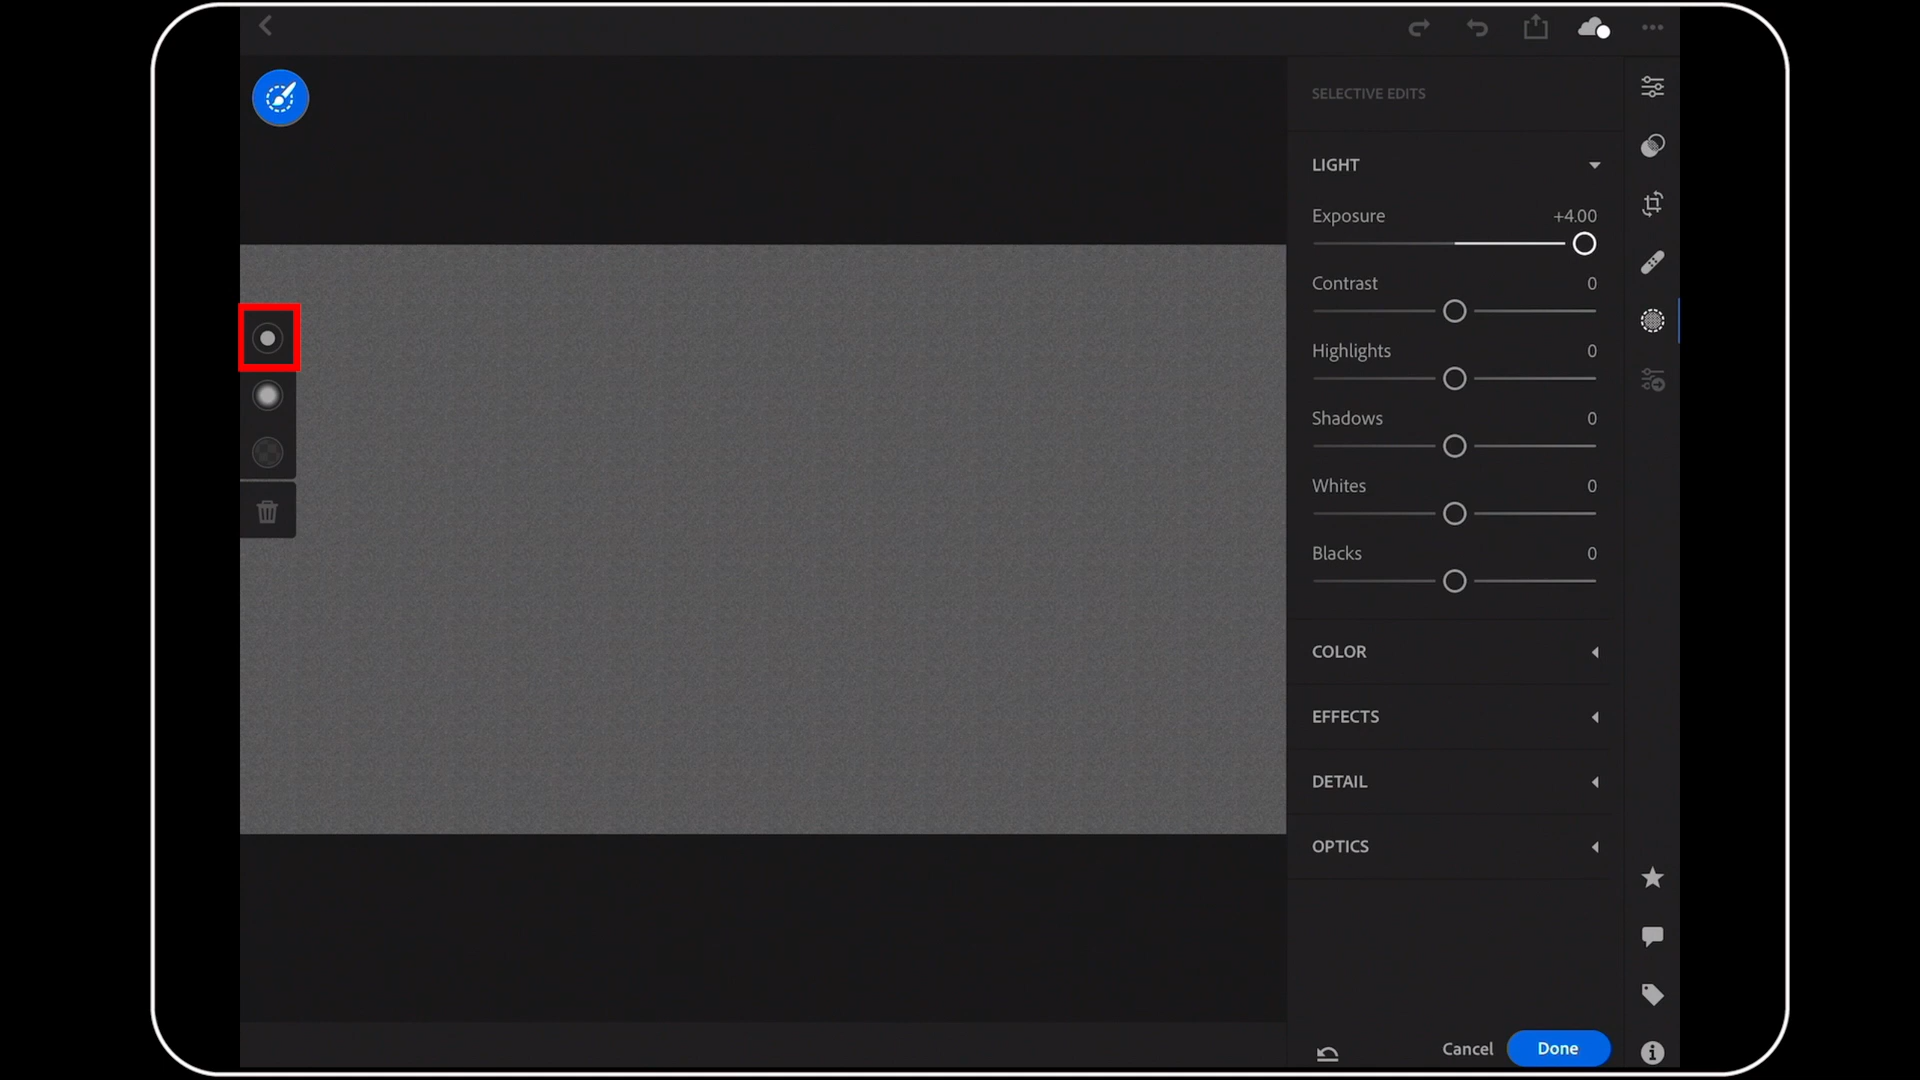 SELECTIVE EDITS
LIGHT
Exposure +4.00
Contrast 0
Highlights 0
Shadows 0
Whites 0
Blacks 0
COLOR
EFFECTS
DETAIL
OPTICS
Cancel Done